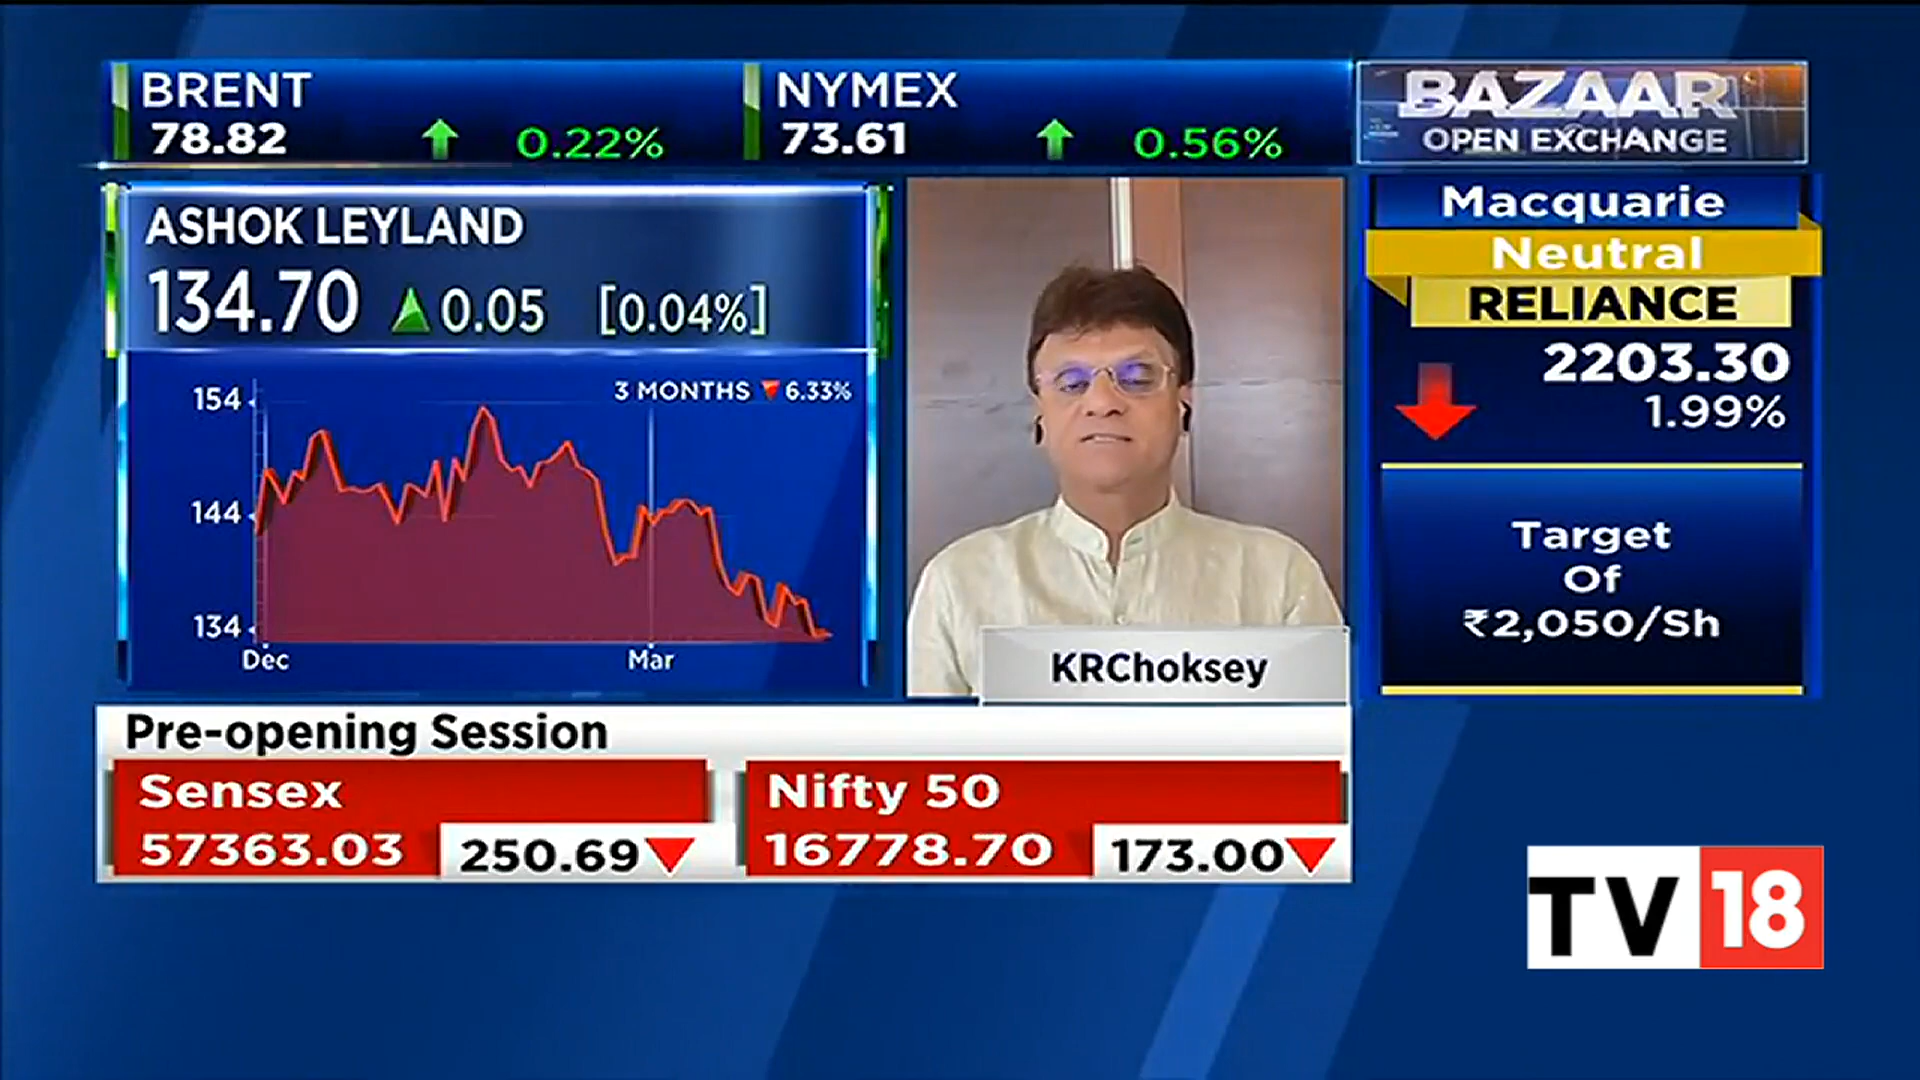 BRENT
78.82 0.22%
NYMEX
73.61 0.56%
BAZAAR
OPEN EXCHANGE
ASHOK LEYLAND
134.70 0.05 [0.04%]
3 MONTHS 6.33%
154
144
134
Dec Mar
KRChoksey
Macquarie
Neutral
RELIANCE
2203.30
1.99%
Target
Of
₹2,050/Sh
Pre-opening Session
Sensex
57363.03 250.69
Nifty 50
16778.70 173.00
TV18